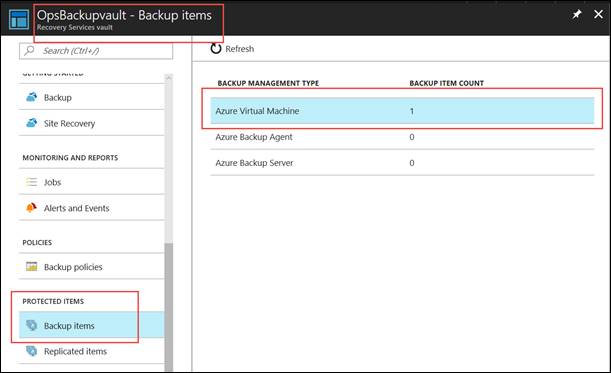 OpsBackupvault - Backup items
Recovery Services vault
Search (Ctrl+/)
GETTING STARTED
Backup
Site Recovery
MONITORING AND REPORTS
Jobs
Alerts and Events
POLICIES
Backup policies
PROTECTED ITEMS
Backup items
Replicated items
Refresh
BACKUP MANAGEMENT TYPE BACKUP ITEM COUNT
Azure Virtual Machine 1
Azure Backup Agent 0
Azure Backup Server 0